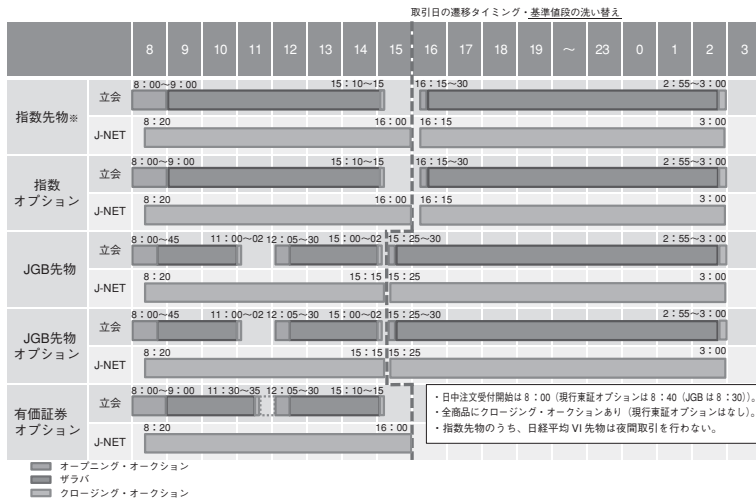 取引日の遷移タイミング・基準値段の洗い替え
8 9 10 11 12 13 14 15 16 17 18 19 ～ 23 0 1 2 3
指数先物※
立会
8：00～9：00 15：10～15 16：15～30 2：55～3：00
J-NET
8：20 16：00 16：15 3：00
指数
オプション
立会
8：00～9：00 15：10～15 16：15～30 2：55～3：00
J-NET
8：20 16：00 16：15 3：00
JGB先物
立会
8：00～45 11：00～02 12：05～30 15：00～02 15：25～30 2：55～3：00
J-NET
8：20 15：15 15：25 3：00
JGB先物
オプション
立会
8：00～45 11：00～02 12：05～30 15：00～02 15：25～30 2：55～3：00
J-NET
8：20 15：15 15：25 3：00
有価証券
オプション
立会
8：00～9：00 11：30～35 12：05～30 15：10～15
J-NET
8：20 16：00
・日中注文受付開始は8：00（現行東証オプションは8：40（JGBは8：30））。
・全商品にクロージング・オークションあり（現行東証オプションはなし）。
・指数先物のうち、日経平均VI先物は夜間取引を行わない。
オープニング・オークション
ザラバ
クロージング・オークション